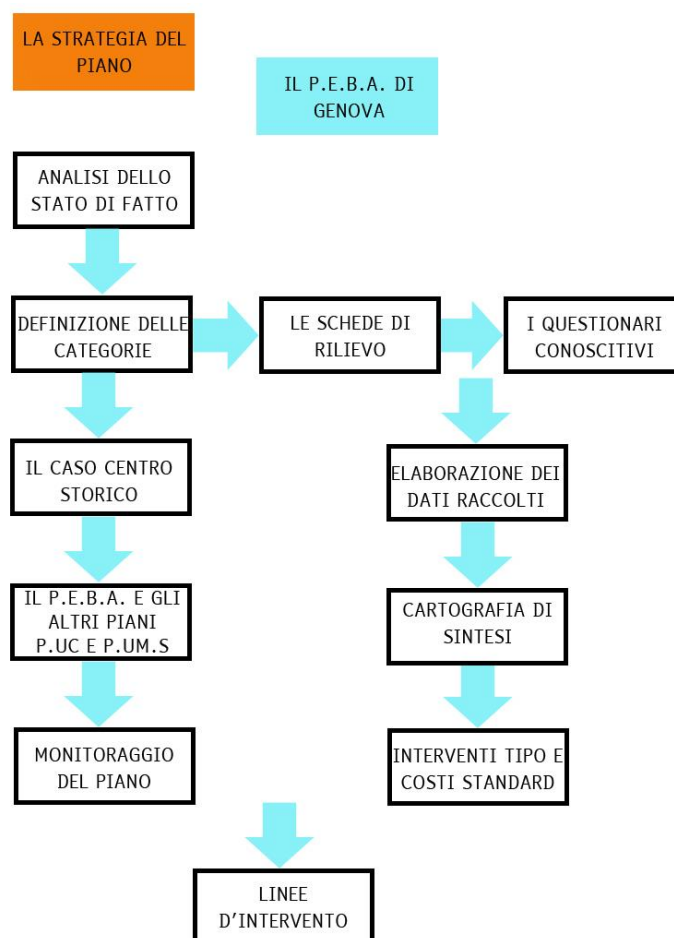 LA STRATEGIA DEL
PIANO
IL P.E.B.A. DI
GENOVA
ANALISI DELLO
STATO DI FATTO
DEFINIZIONE DELLE
CATEGORIE
LE SCHEDE DI
RILIEVO
I QUESTIONARI
CONOSCITIVI
IL CASO CENTRO
STORICO
ELABORAZIONE DEI
DATI RACCOLTI
IL P.E.B.A. E GLI
ALTRI PIANI
P.UC E P.UM.S
CARTOGRAFIA DI
SINTESI
MONITORAGGIO
DEL PIANO
INTERVENTI TIPO E
COSTI STANDARD
LINEE
D'INTERVENTO